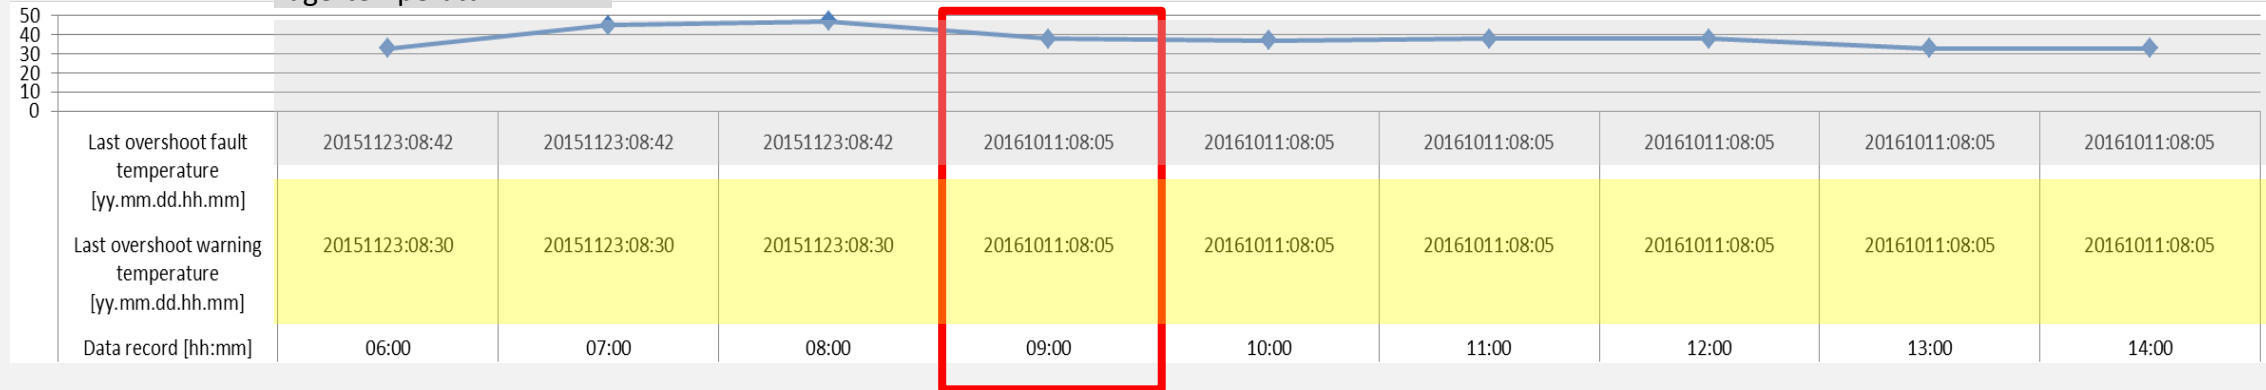 50
40
30
20
10
0
Last overshoot fault 20151123:08:42 20151123:08:42 20151123:08:42 20161011:08:05 20161011:08:05 20161011:08:05 20161011:08:05 20161011:08:05 20161011:08:05
temperature
[yy.mm.dd.hh.mm]
Last overshoot warning 20151123:08:30 20151123:08:30 20151123:08:30 20161011:08:05 20161011:08:05 20161011:08:05 20161011:08:05 20161011:08:05 20161011:08:05
temperature
[yy.mm.dd.hh.mm]
Data record [hh:mm] 06:00 07:00 08:00 09:00 10:00 11:00 12:00 13:00 14:00